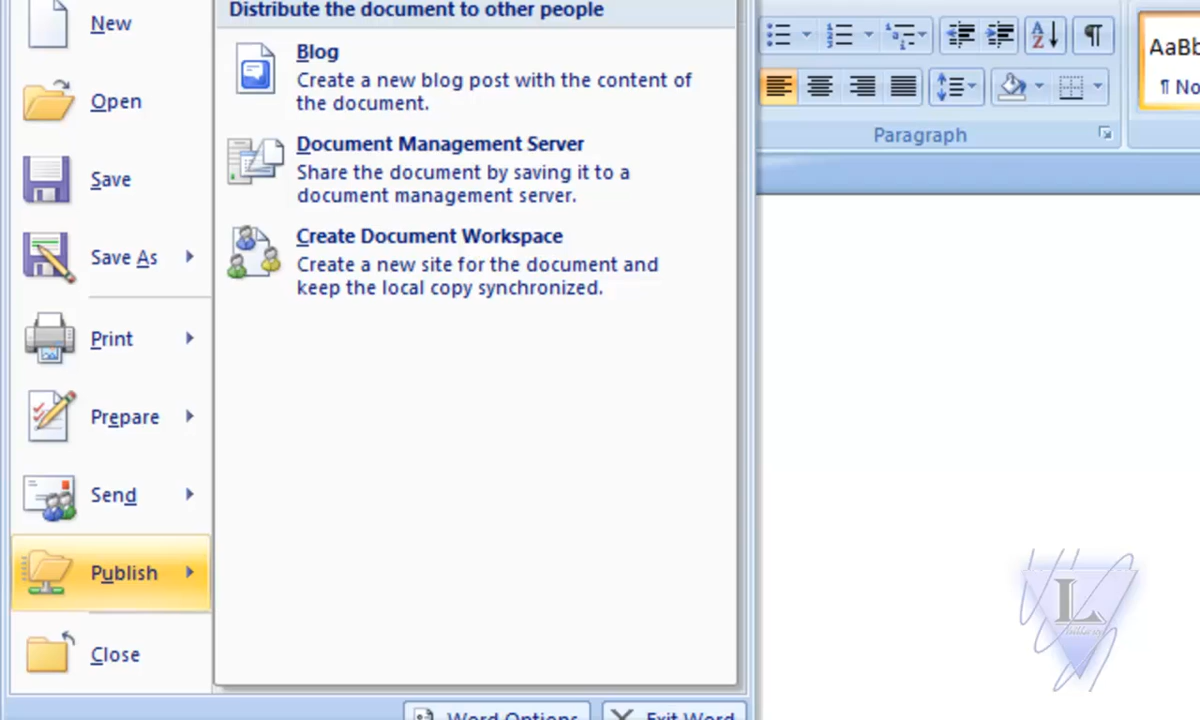 New
Open
Save
Save As
Print
Prepare
Send
Publish
Close
Distribute the document to other people
Blog
Create a new blog post with the content of
the document.
Document Management Server
Share the document by saving it to a
document management server.
Create Document Workspace
Create a new site for the document and
keep the local copy synchronized.
Word Options
Exit Word
Paragraph
AaBb
¶ No
L